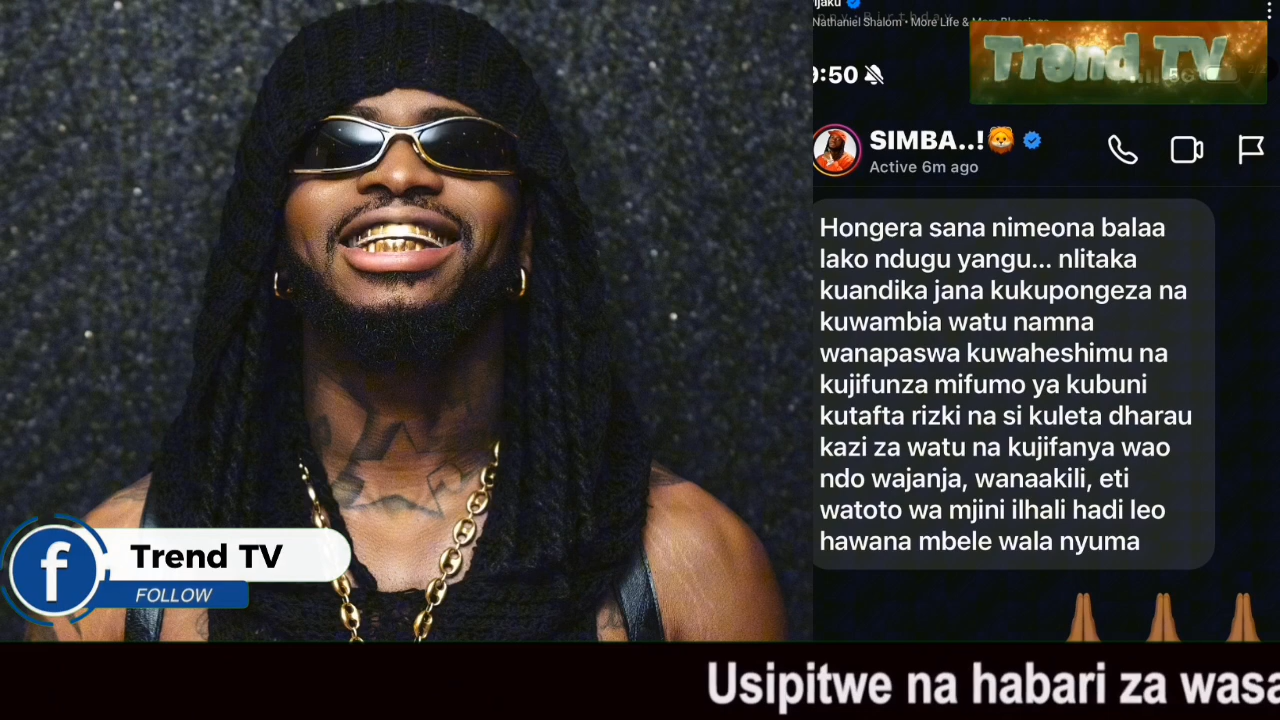 Nathaniel Shalom • More Life & More Blessings
Trend TV
9:50
SIMBA..!🦁
Active 6m ago
Hongera sana nimeona balaa
lako ndugu yangu... nlitaka
kuandika jana kukupongeza na
kuwambia watu namna
wanapaswa kuwaheshimu na
kujifunza mifumo ya kubuni
kutafta rizki na si kuleta dharau
kazi za watu na kujifanya wao
ndo wajanja, wanaakili, eti
watoto wa mjini ilhali hadi leo
hawana mbele wala nyuma
🙏🏾 🙏🏾 🙏🏾
f
Trend TV
FOLLOW
Usipitwe na habari za wasa